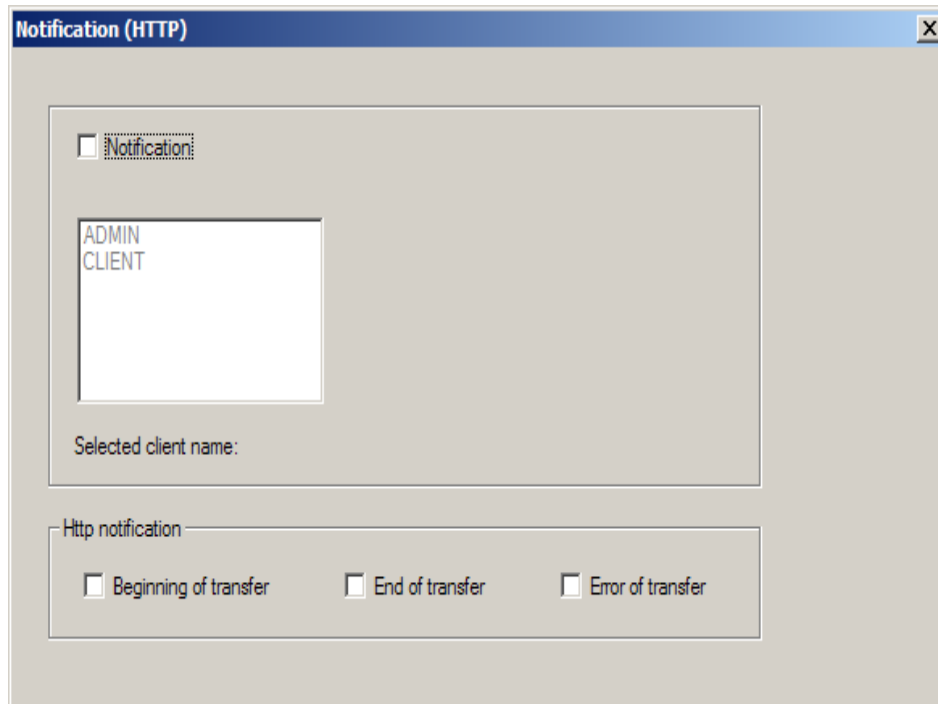 Notification (HTTP)
Notification
ADMIN
CLIENT
Selected client name:
Http notification
Beginning of transfer End of transfer Error of transfer